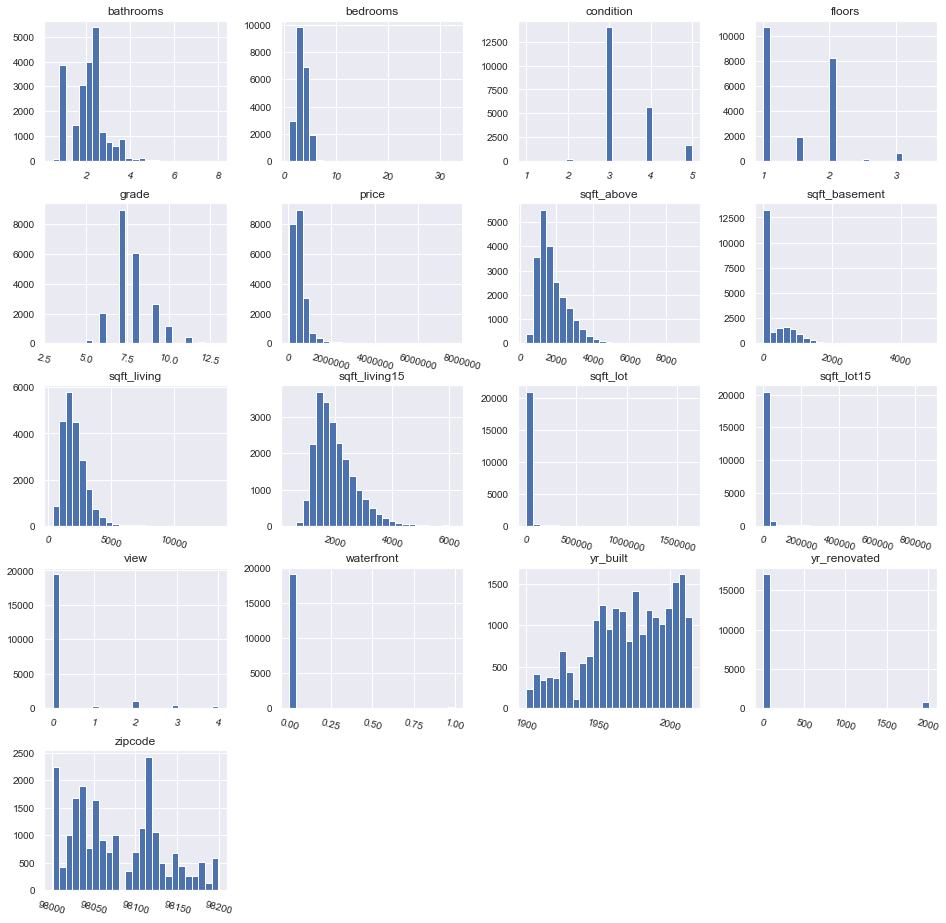 bathrooms
5000
4000
3000
2000
1000
0
2 4 6 8
bedrooms
10000
8000
6000
4000
2000
0
0 10 20 30
condition
12500
10000
7500
5000
2500
0
1 2 3 4 5
floors
10000
8000
6000
4000
2000
0
1 2 3
grade
8000
6000
4000
2000
0
2.5 5.0 7.5 10.0 12.5
price
8000
6000
4000
2000
0
0 2000000 4000000 6000000 8000000
sqft_above
5000
4000
3000
2000
1000
0
0 2000 4000 6000 8000
sqft_basement
12500
10000
7500
5000
2500
0
0 2000 4000
sqft_living
6000
4000
2000
0
0 5000 10000
sqft_living15
3000
2000
1000
0
2000 4000 6000
sqft_lot
20000
15000
10000
5000
0
0 500000 1000000 1500000
sqft_lot15
20000
15000
10000
5000
0
0 200000 400000 600000 800000
view
20000
15000
10000
5000
0
0 1 2 3 4
waterfront
20000
15000
10000
5000
0
0.00 0.25 0.50 0.75 1.00
yr_built
1500
1000
500
0
1900 1950 2000
yr_renovated
15000
10000
5000
0
0 500 1000 1500 2000
zipcode
2500
2000
1500
1000
500
0
98000 98050 98100 98150 98200